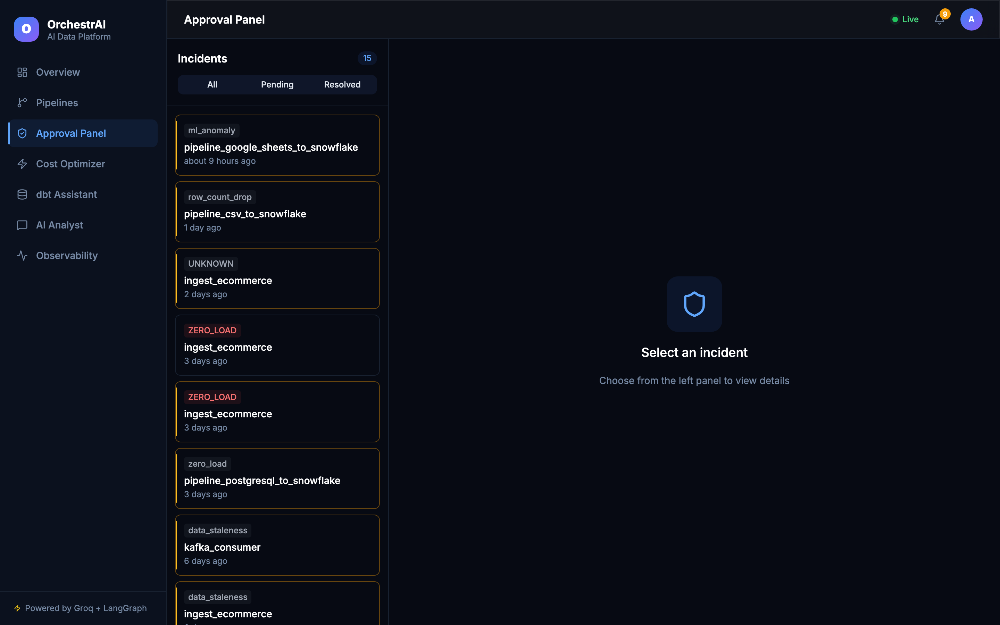 O
OrchestrAI
AI Data Platform
Overview
Pipelines
Approval Panel
Cost Optimizer
dbt Assistant
AI Analyst
Observability
Powered by Groq + LangGraph
Approval Panel
Live
9
A
Incidents
15
All Pending Resolved
ml_anomaly
pipeline_google_sheets_to_snowflake
about 9 hours ago
row_count_drop
pipeline_csv_to_snowflake
1 day ago
UNKNOWN
ingest_ecommerce
2 days ago
ZERO_LOAD
ingest_ecommerce
3 days ago
ZERO_LOAD
ingest_ecommerce
3 days ago
zero_load
pipeline_postgresql_to_snowflake
3 days ago
data_staleness
kafka_consumer
6 days ago
data_staleness
ingest_ecommerce
Select an incident
Choose from the left panel to view details